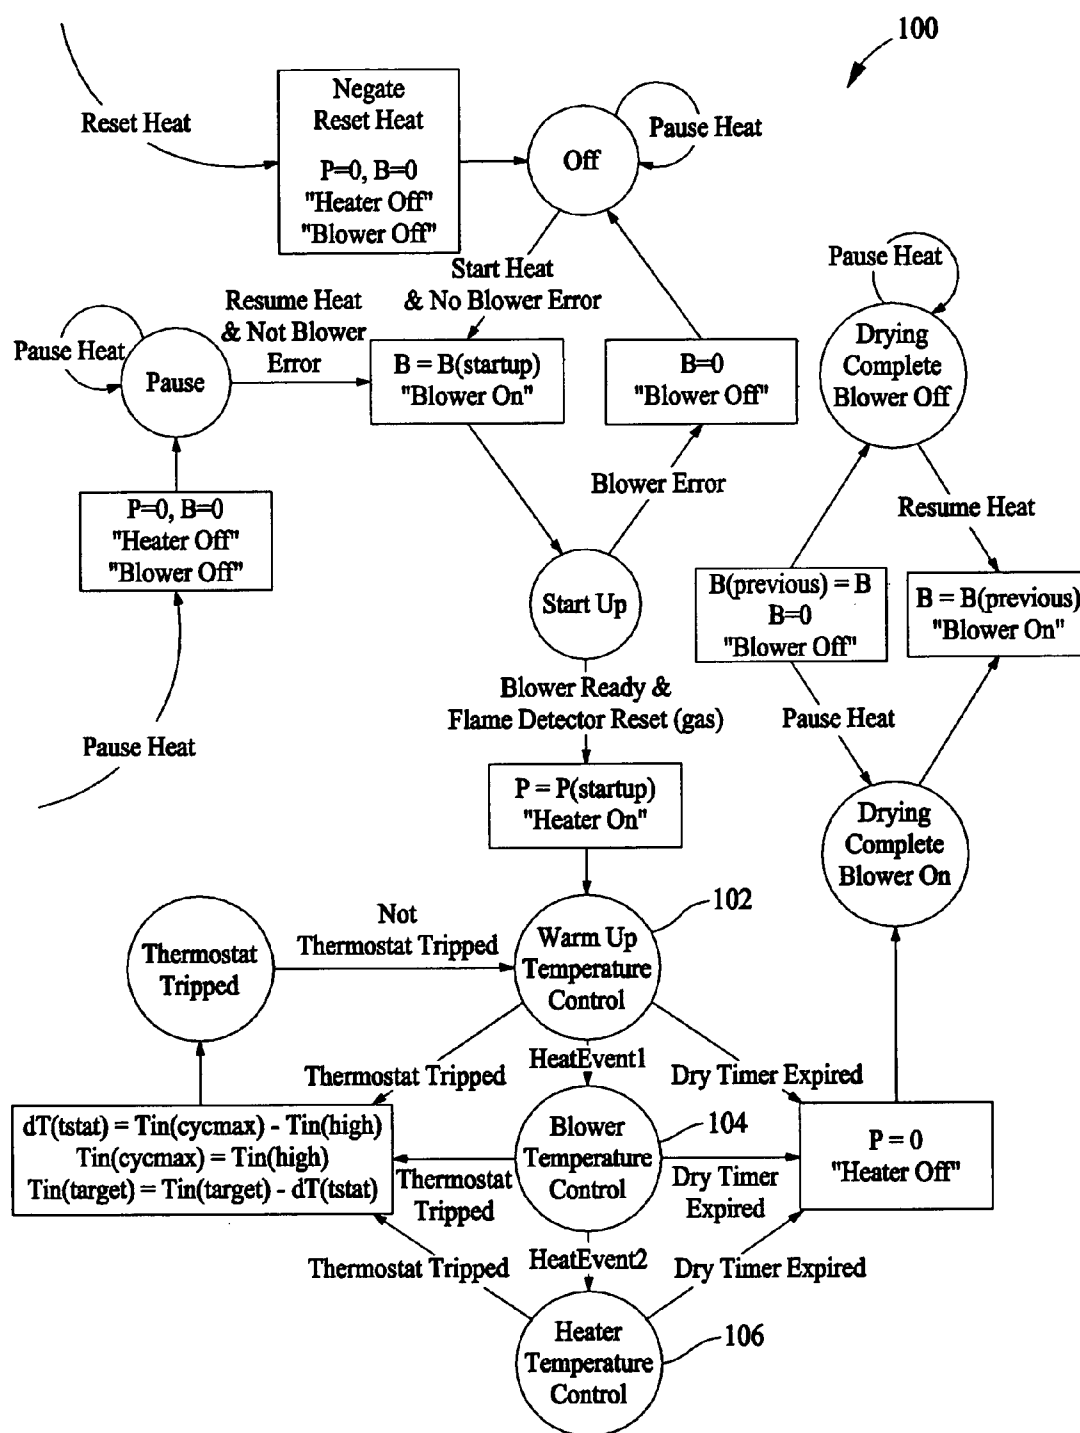 100
Reset Heat
Negate
Reset Heat
P=0, B=0
"Heater Off"
"Blower Off"
Off
Pause Heat
Start Heat
& No Blower Error
Resume Heat
& Not Blower
Error
Pause Heat
Pause
B = B(startup)
"Blower On"
B=0
"Blower Off"
Pause Heat
Drying
Complete
Blower Off
P=0, B=0
"Heater Off"
"Blower Off"
Blower Error
Resume Heat
Start Up
B(previous) = B
B=0
"Blower Off"
B = B(previous)
"Blower On"
Pause Heat
Blower Ready &
Flame Detector Reset (gas)
Pause Heat
P = P(startup)
"Heater On"
Drying
Complete
Blower On
102
Thermostat
Tripped
Not
Thermostat Tripped
Warm Up
Temperature
Control
Thermostat Tripped
HeatEvent1
Dry Timer Expired
dT(tstat) = Tin(cycmax) - Tin(high)
Tin(cycmax) = Tin(high)
Tin(target) = Tin(target) - dT(tstat)
Thermostat
Tripped
Blower
Temperature
Control
104
Dry Timer
Expired
P = 0
"Heater Off"
Thermostat Tripped
HeatEvent2
Dry Timer Expired
Heater
Temperature
Control
106